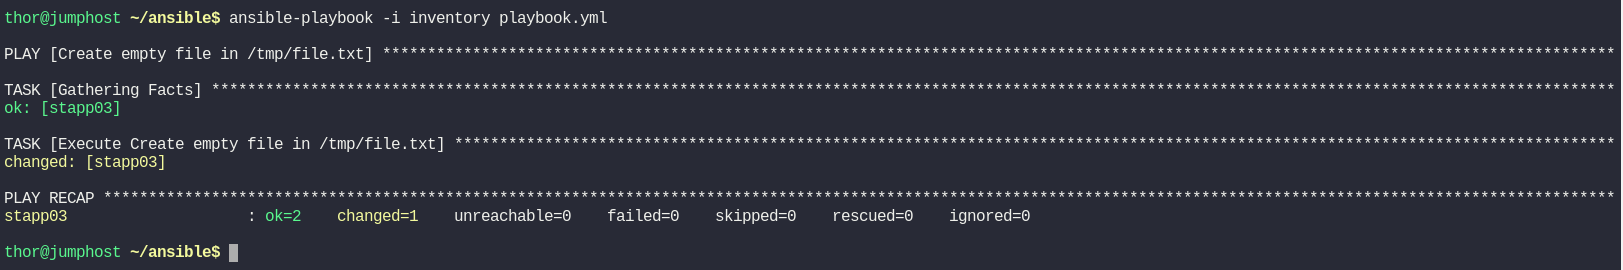 thor@jumphost ~/ansible$ ansible-playbook -i inventory playbook.yml
PLAY [Create empty file in /tmp/file.txt] *****************************************************************************************************************************************
TASK [Gathering Facts] ************************************************************************************************************************************************************
ok: [stapp03]
TASK [Execute Create empty file in /tmp/file.txt] *********************************************************************************************************************************
changed: [stapp03]
PLAY RECAP ************************************************************************************************************************************************************************
stapp03                    : ok=2    changed=1    unreachable=0    failed=0    skipped=0    rescued=0    ignored=0
thor@jumphost ~/ansible$